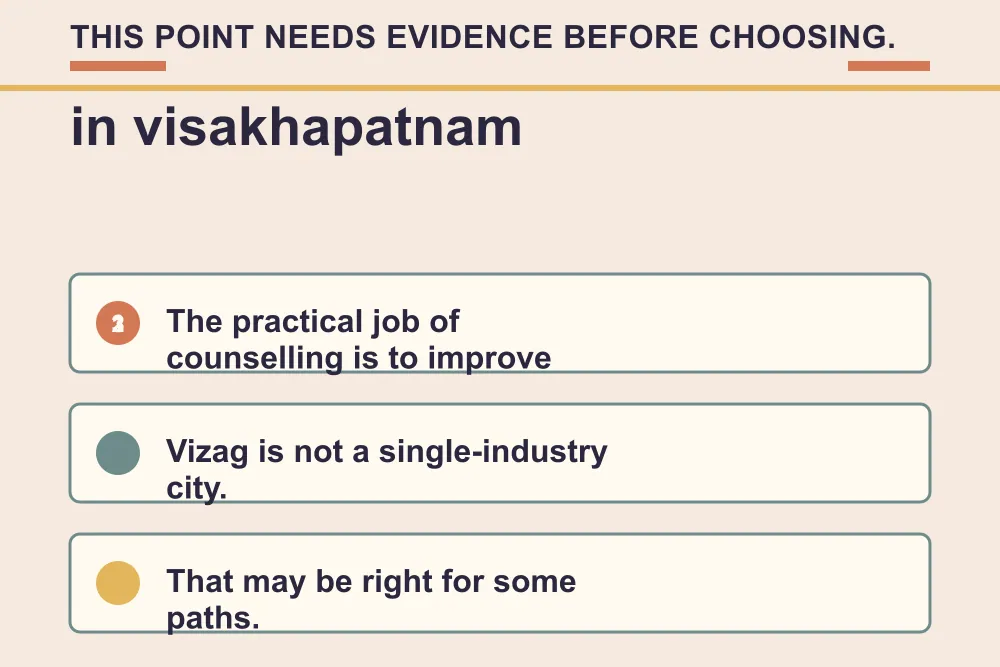 THIS POINT NEEDS EVIDENCE BEFORE CHOOSING.
in visakhapatnam
The practical job of
counselling is to improve
Vizag is not a single-industry
city.
That may be right for some
paths.